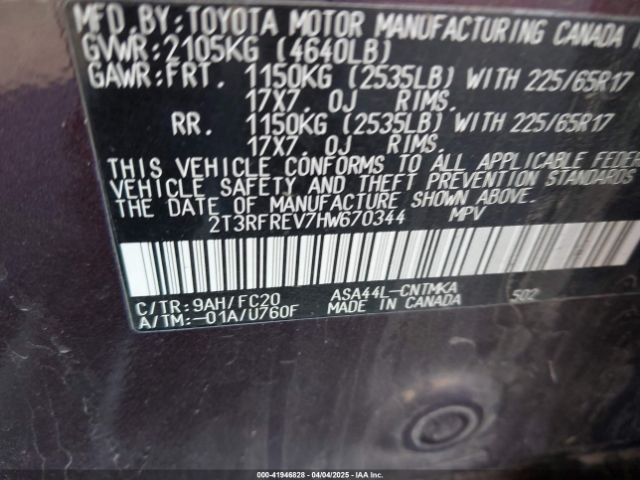 MFD.BY:TOYOTA MOTOR MANUFACTURING CANADA
GVWR:2105KG (4640LB)
GAWR:FRT. 1150KG (2535LB) WITH 225/65R17
17X7.0J RIMS.
RR. 1150KG (2535LB) WITH 225/65R17
17X7.0J RIMS.
THIS VEHICLE CONFORMS TO ALL APPLICABLE FEDER
VEHICLE SAFETY AND THEFT PREVENTION STANDARDS
THE DATE OF MANUFACTURE SHOWN ABOVE.
2T3RFREV7HW670344 MPV
C/TR:9AH/FC20 ASA44L-CNTMKA 502
A/TM:-01A/U760F MADE IN CANADA
000-41946828 - 04/04/2025 - IAAI, LLC.